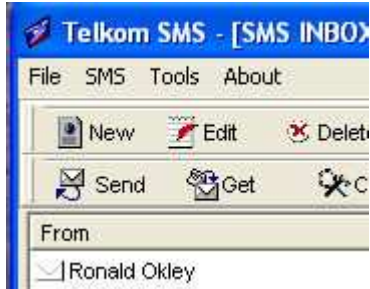 Telkom SMS - [SMS INBOX
File SMS Tools About
New Edit Delete
Send Get C
From
Ronald Okley